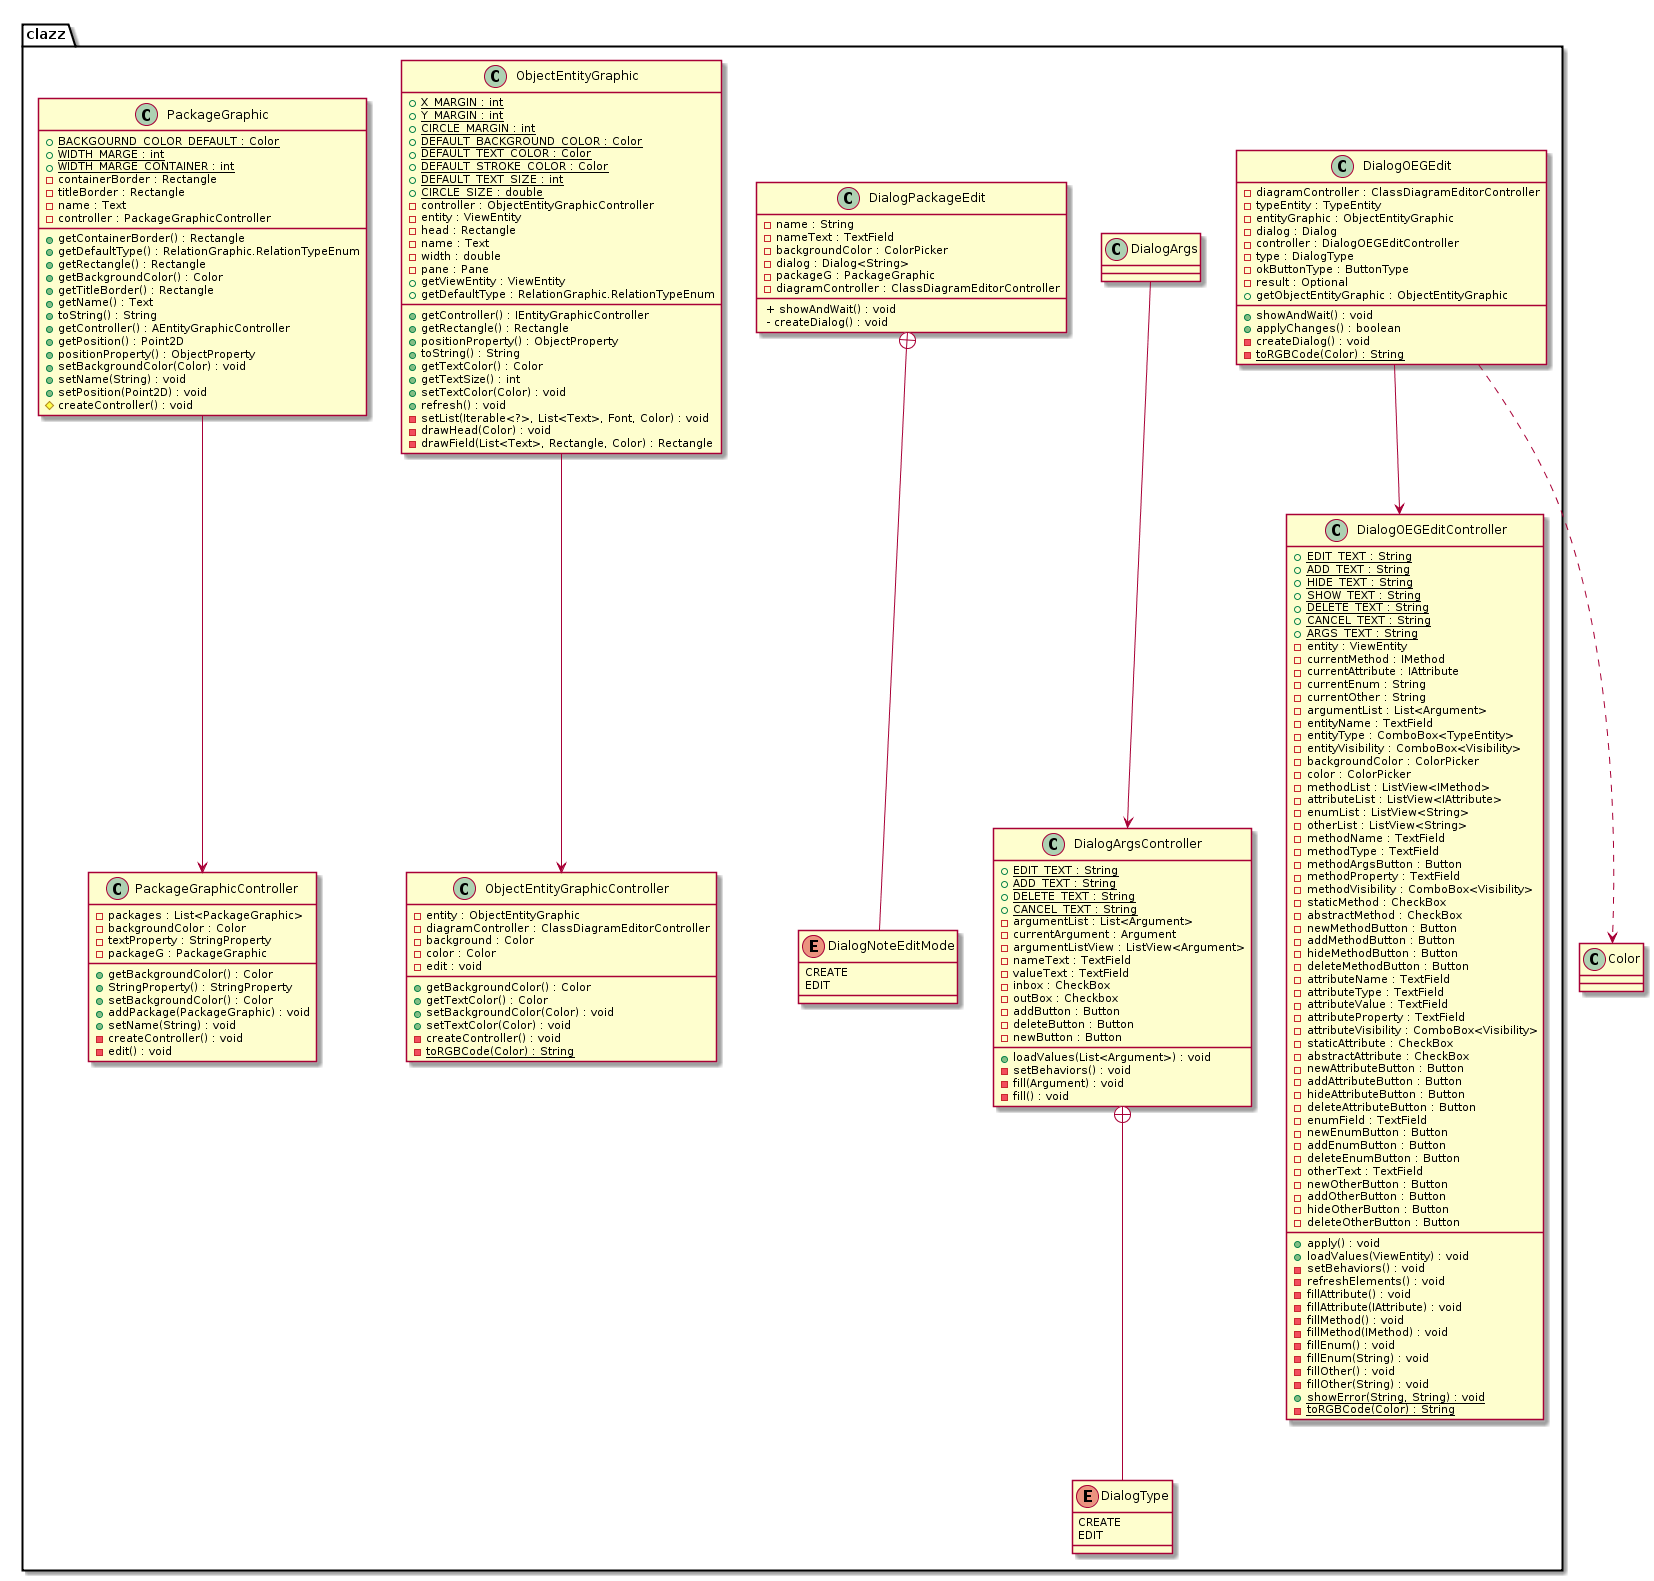 clazz
C PackageGraphic
BACKGOURND_COLOR_DEFAULT : Color
WIDTH_MARGE : int
WIDTH_MARGE_CONTAINER : int
containerBorder : Rectangle
titleBorder : Rectangle
name : Text
controller : PackageGraphicController
getContainerBorder() : Rectangle
getDefaultType() : RelationGraphic.RelationTypeEnum
getRectangle() : Rectangle
getBackgroundColor() : Color
getTitleBorder() : Rectangle
getName() : Text
toString() : String
getController() : AEntityGraphicController
getPosition() : Point2D
positionProperty() : ObjectProperty
setBackgroundColor(Color) : void
setName(String) : void
setPosition(Point2D) : void
createController() : void
C ObjectEntityGraphic
X_MARGIN : int
Y_MARGIN : int
CIRCLE_MARGIN : int
DEFAULT_BACKGROUND_COLOR : Color
DEFAULT_TEXT_COLOR : Color
DEFAULT_STROKE_COLOR : Color
DEFAULT_TEXT_SIZE : int
CIRCLE_SIZE : double
controller : ObjectEntityGraphicController
entity : ViewEntity
head : Rectangle
name : Text
width : double
pane : Pane
getViewEntity : ViewEntity
getDefaultType : RelationGraphic.RelationTypeEnum
getController() : IEntityGraphicController
getRectangle() : Rectangle
positionProperty() : ObjectProperty
toString() : String
getTextColor() : Color
getTextSize() : int
setTextColor(Color) : void
refresh() : void
setList(Iterable<?>, List<Text>, Font, Color) : void
drawHead(Color) : void
drawField(List<Text>, Rectangle, Color) : Rectangle
C DialogPackageEdit
name : String
nameText : TextField
backgroundColor : ColorPicker
dialog : Dialog<String>
packageG : PackageGraphic
diagramController : ClassDiagramEditorController
+ showAndWait() : void
- createDialog() : void
C DialogArgs
C DialogOEGEdit
diagramController : ClassDiagramEditorController
typeEntity : TypeEntity
entityGraphic : ObjectEntityGraphic
dialog : Dialog
controller : DialogOEGEditController
type : DialogType
okButtonType : ButtonType
result : Optional
getObjectEntityGraphic : ObjectEntityGraphic
showAndWait() : void
applyChanges() : boolean
createDialog() : void
toRGBCode(Color) : String
C DialogOEGEditController
EDIT_TEXT : String
ADD_TEXT : String
HIDE_TEXT : String
SHOW_TEXT : String
DELETE_TEXT : String
CANCEL_TEXT : String
ARGS_TEXT : String
entity : ViewEntity
currentMethod : IMethod
currentAttribute : IAttribute
currentEnum : String
currentOther : String
argumentList : List<Argument>
entityName : TextField
entityType : ComboBox<TypeEntity>
entityVisibility : ComboBox<Visibility>
backgroundColor : ColorPicker
color : ColorPicker
methodList : ListView<IMethod>
attributeList : ListView<IAttribute>
enumList : ListView<String>
otherList : ListView<String>
methodName : TextField
methodType : TextField
methodArgsButton : Button
methodProperty : TextField
methodVisibility : ComboBox<Visibility>
staticMethod : CheckBox
abstractMethod : CheckBox
newMethodButton : Button
addMethodButton : Button
hideMethodButton : Button
deleteMethodButton : Button
attributeName : TextField
attributeType : TextField
attributeValue : TextField
attributeProperty : TextField
attributeVisibility : ComboBox<Visibility>
staticAttribute : CheckBox
abstractAttribute : CheckBox
newAttributeButton : Button
addAttributeButton : Button
hideAttributeButton : Button
deleteAttributeButton : Button
enumField : TextField
newEnumButton : Button
addEnumButton : Button
deleteEnumButton : Button
otherText : TextField
newOtherButton : Button
addOtherButton : Button
hideOtherButton : Button
deleteOtherButton : Button
apply() : void
loadValues(ViewEntity) : void
setBehaviors() : void
refreshElements() : void
fillAttribute() : void
fillAttribute(IAttribute) : void
fillMethod() : void
fillMethod(IMethod) : void
fillEnum() : void
fillEnum(String) : void
fillOther() : void
fillOther(String) : void
showError(String, String) : void
toRGBCode(Color) : String
C PackageGraphicController
packages : List<PackageGraphic>
backgroundColor : Color
textProperty : StringProperty
packageG : PackageGraphic
getBackgroundColor() : Color
StringProperty() : StringProperty
setBackgroundColor() : Color
addPackage(PackageGraphic) : void
setName(String) : void
createController() : void
edit() : void
C ObjectEntityGraphicController
entity : ObjectEntityGraphic
diagramController : ClassDiagramEditorController
background : Color
color : Color
edit : void
getBackgroundColor() : Color
getTextColor() : Color
setBackgroundColor(Color) : void
setTextColor(Color) : void
createController() : void
toRGBCode(Color) : String
E DialogNoteEditMode
CREATE
EDIT
C DialogArgsController
EDIT_TEXT : String
ADD_TEXT : String
DELETE_TEXT : String
CANCEL_TEXT : String
argumentList : List<Argument>
currentArgument : Argument
argumentListView : ListView<Argument>
nameText : TextField
valueText : TextField
inbox : CheckBox
outBox : Checkbox
addButton : Button
deleteButton : Button
newButton : Button
loadValues(List<Argument>) : void
setBehaviors() : void
fill(Argument) : void
fill() : void
C Color
E DialogType
CREATE
EDIT